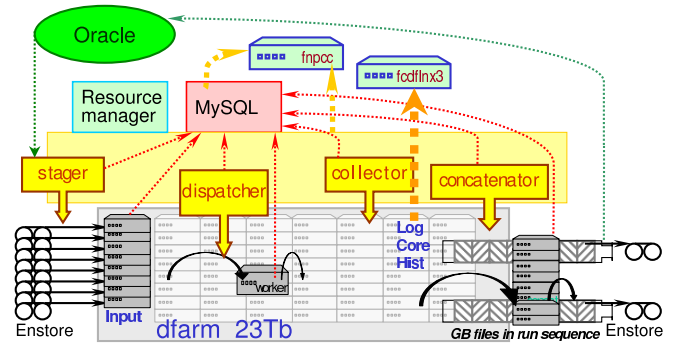 Oracle
fnpcc
fcdflnx3
Resource
manager
MySQL
stager
dispatcher
collector
concatenator
Log
Core
Hist
worker
Input
Enstore
dfarm 23Tb
GB files in run sequence
Enstore